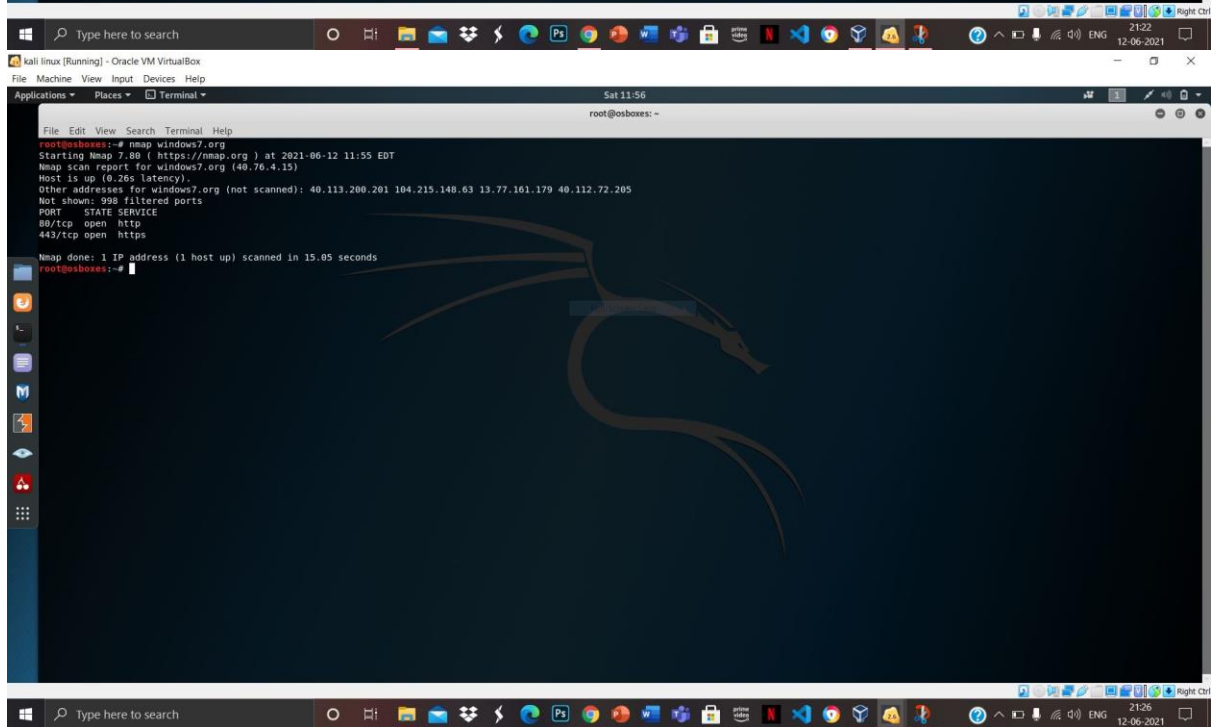 Right Ctrl
Type here to search
prime video
ENG
21:22
12-06-2021
kali linux [Running] - Oracle VM VirtualBox
File Machine View Input Devices Help
Applications Places Terminal
Sat 11:56
1
root@osboxes: ~
File Edit View Search Terminal Help
root@osboxes:~# nmap windows7.org
Starting Nmap 7.80 ( https://nmap.org ) at 2021-06-12 11:55 EDT
Nmap scan report for windows7.org (40.76.4.15)
Host is up (0.26s latency).
Other addresses for windows7.org (not scanned): 40.113.200.201 104.215.148.63 13.77.161.179 40.112.72.205
Not shown: 998 filtered ports
PORT STATE SERVICE
80/tcp open http
443/tcp open https
Nmap done: 1 IP address (1 host up) scanned in 15.05 seconds
root@osboxes:~#
Right Ctrl
Type here to search
prime video
ENG
21:26
12-06-2021